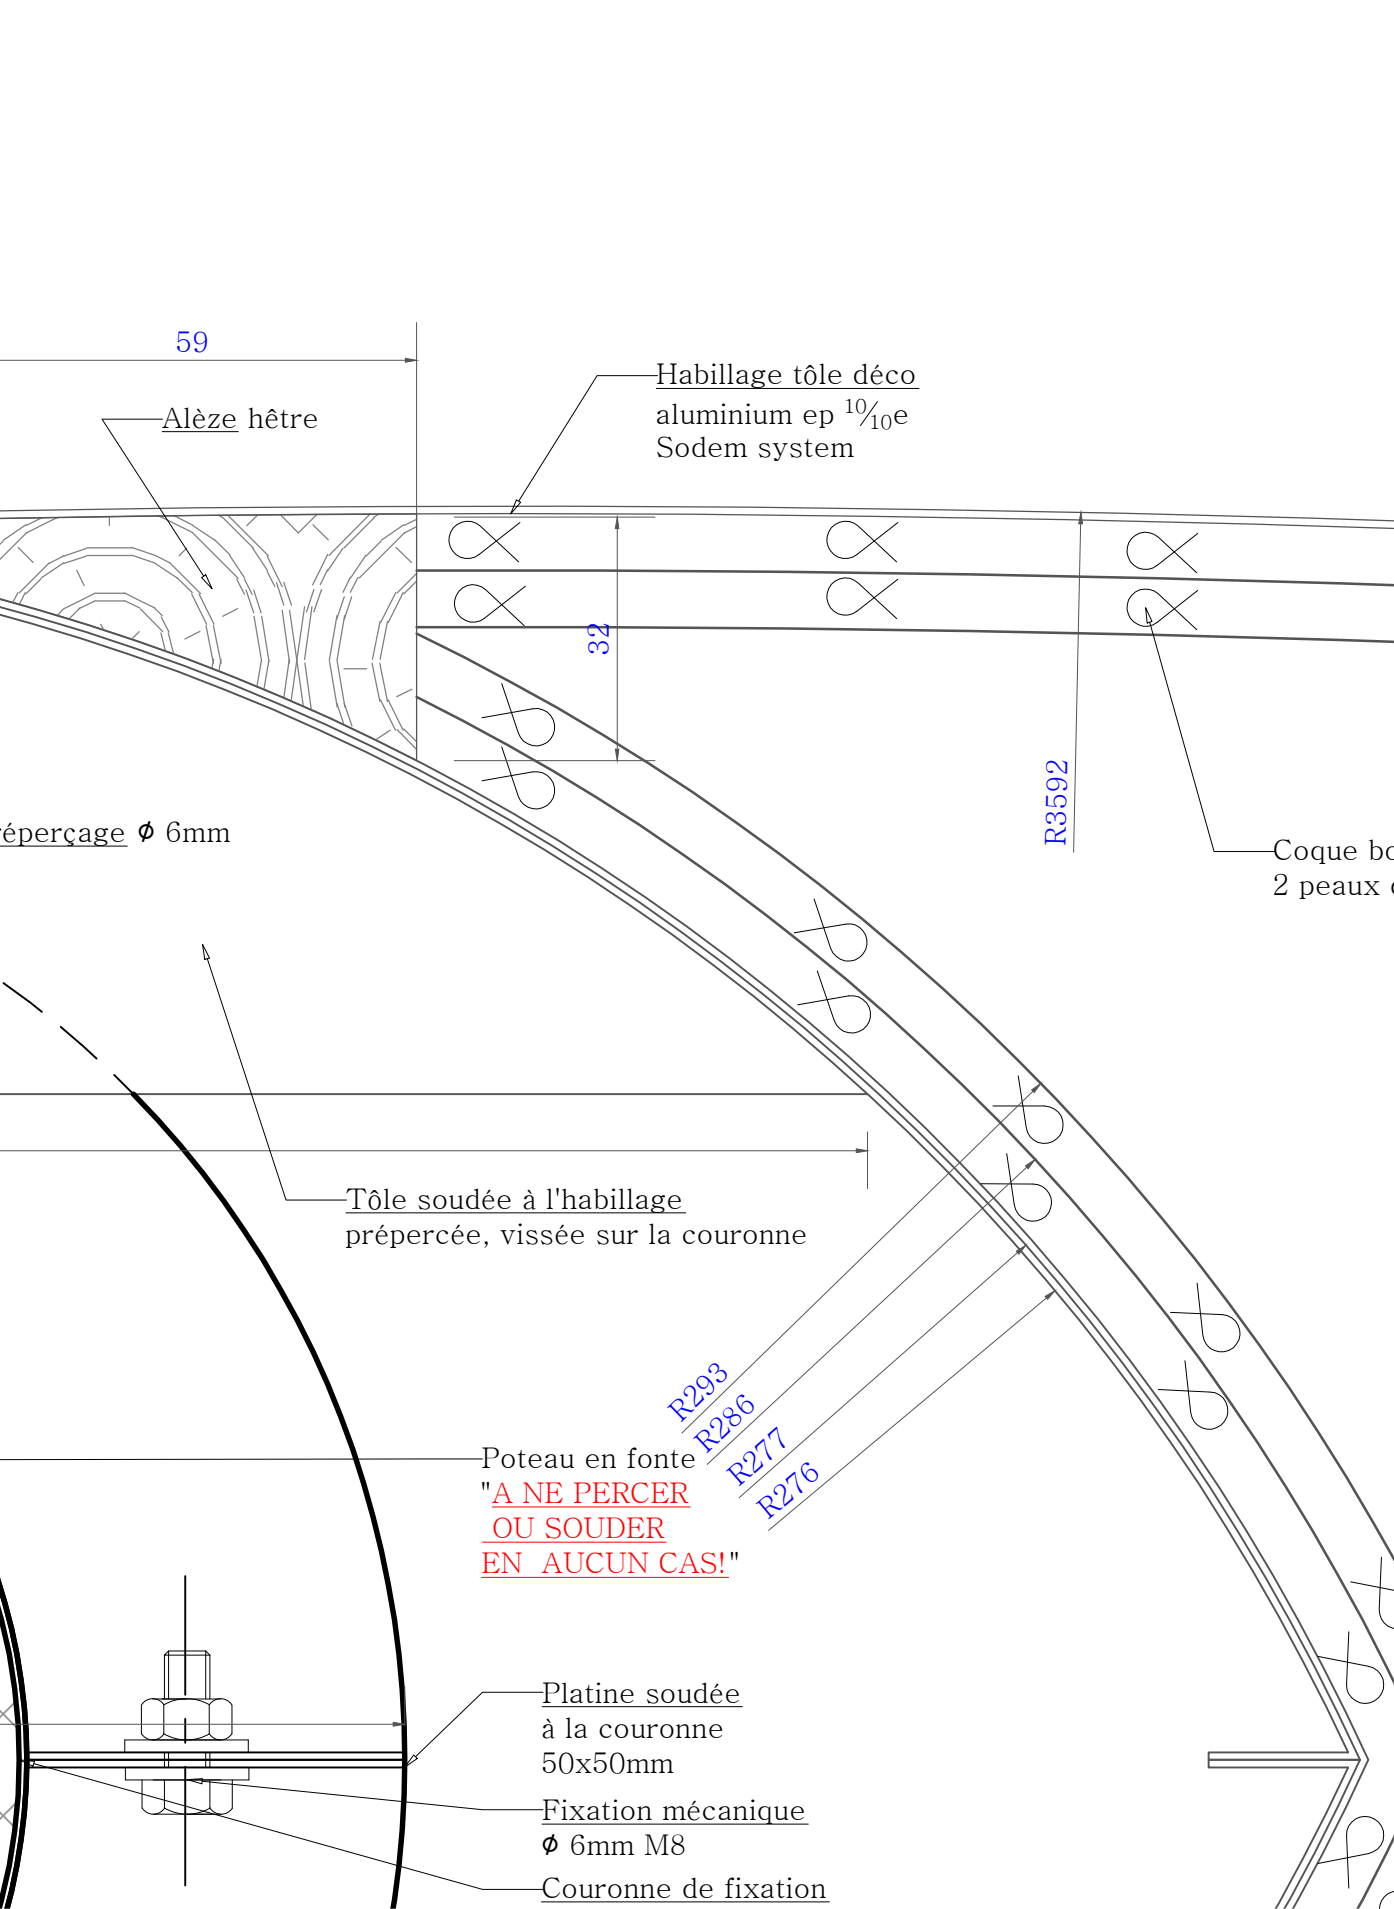 59
Habillage tôle déco
aluminium ep 10/10e
Sodem system
Alèze hêtre
32
R3592
réperçage ϕ 6mm
Coque
2 peaux
Tôle soudée à l'habillage
prépercée, vissée sur la couronne
R293
R286
R277
R276
Poteau en fonte
"A NE PERCER
OU SOUDER
EN AUCUN CAS!"
Platine soudée
à la couronne
50x50mm
Fixation mécanique
ϕ 6mm M8
Couronne de fixation